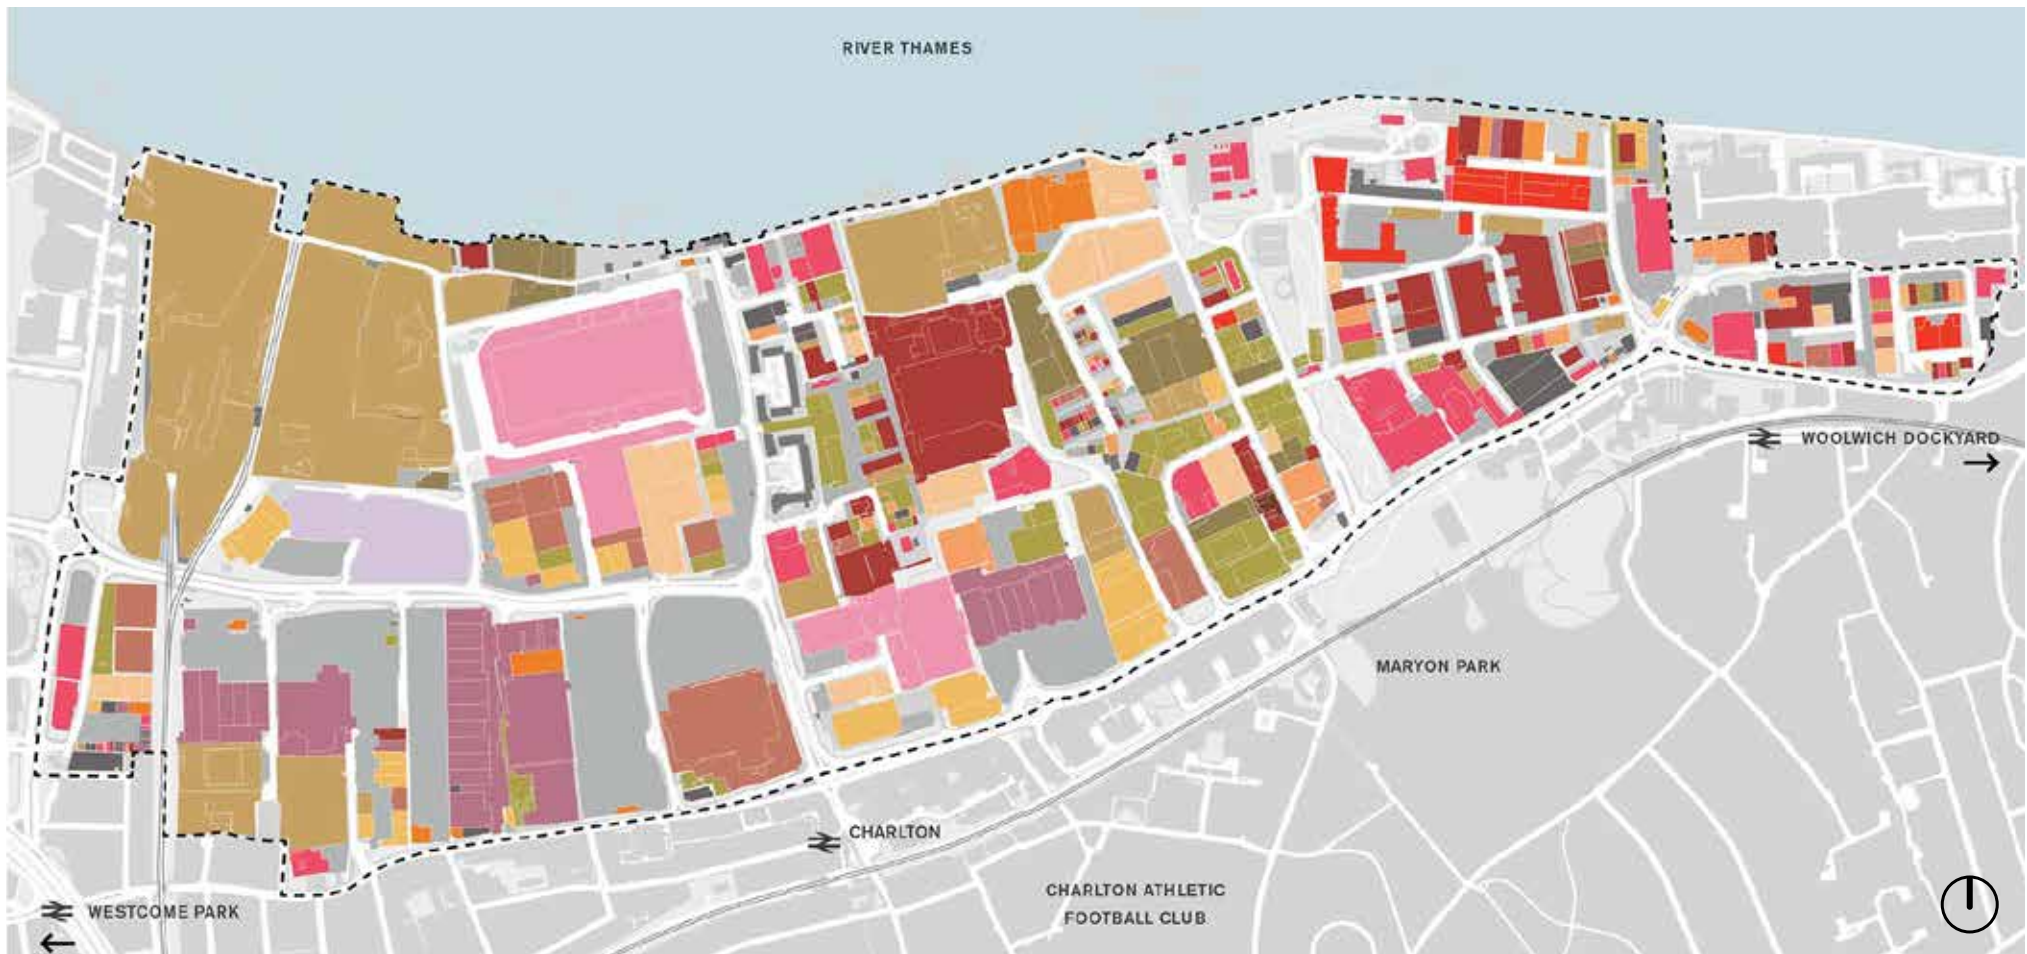 RIVER THAMES
WOOLWICH DOCKYARD
MARYON PARK
CHARLTON
CHARLTON ATHLETIC
FOOTBALL CLUB
WESTCOME PARK